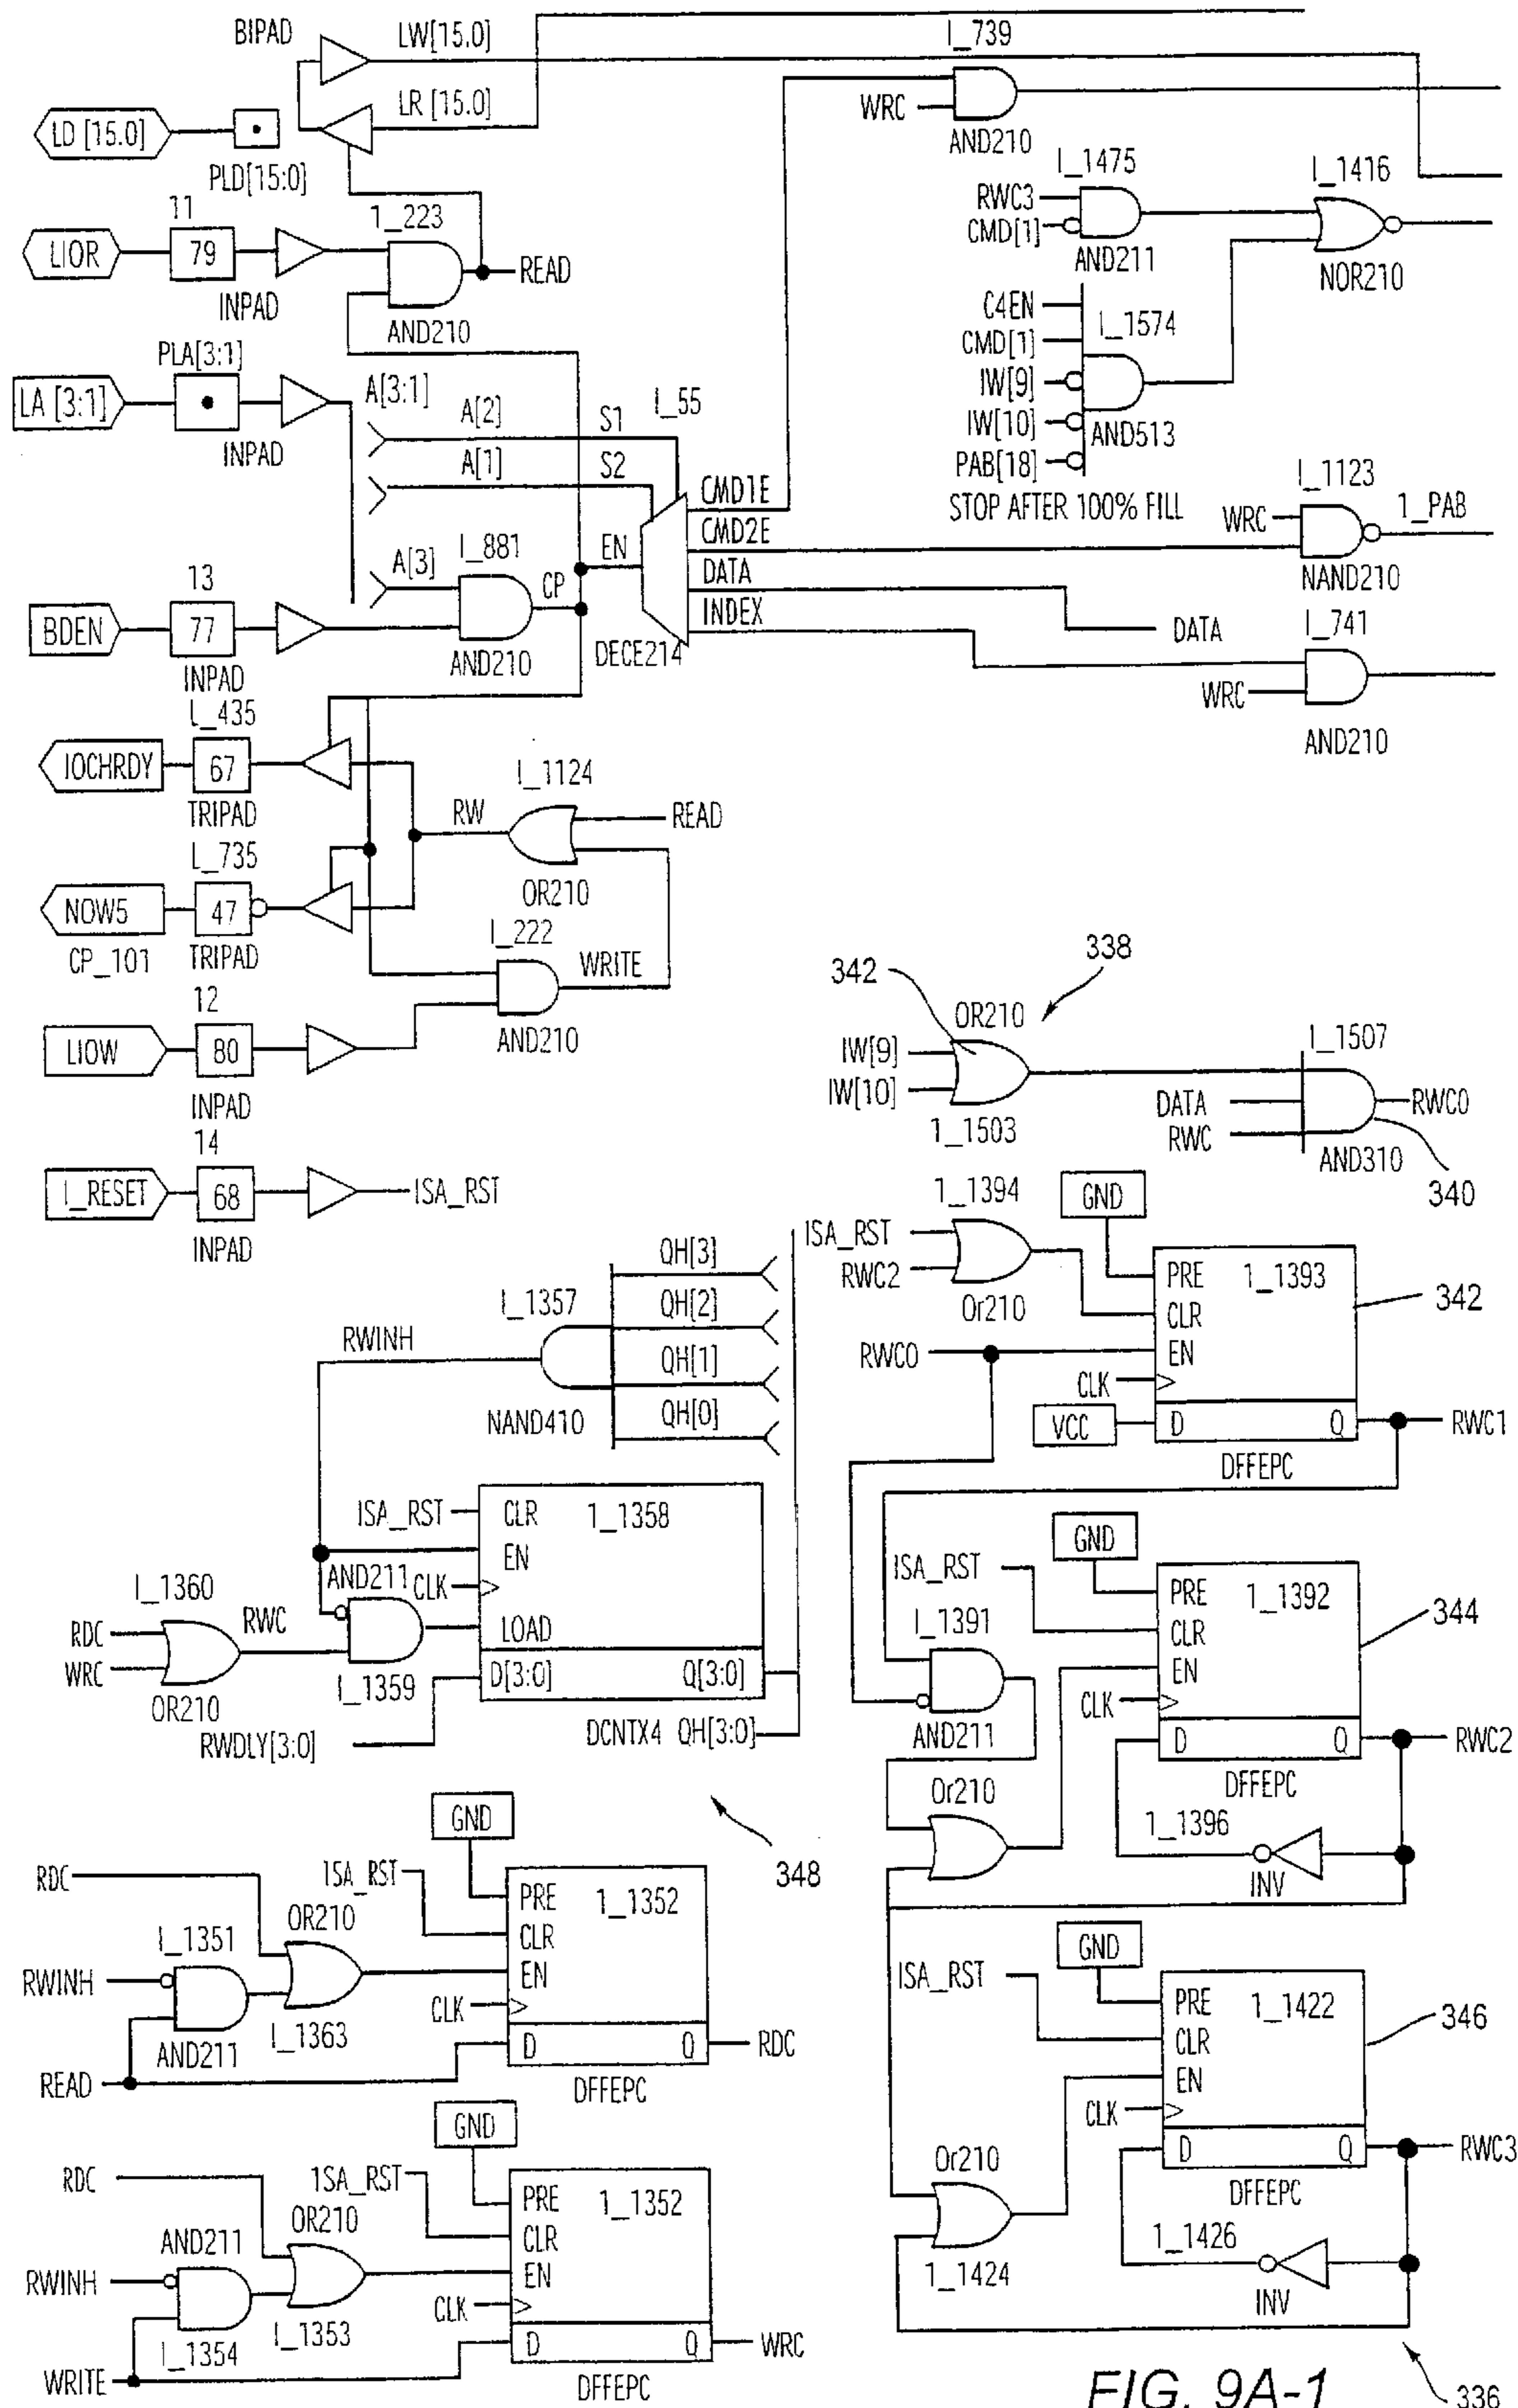 BIPAD
LW[15.0]
I_739
LR [15.0]
WRC
AND210
LD [15.0]
PLD[15:0]
I_1475
I_1416
RWC3
CMD[1]
AND211
NOR210
11
1_223
LIOR
79
INPAD
READ
AND210
C4EN
I_1574
CMD[1]
IW[9]
IW[10]
AND513
PAB[18]
STOP AFTER 100% FILL
PLA[3:1]
LA [3:1]
INPAD
A[3:1]
A[2]
S1
I_55
A[1]
S2
CMD1E
CMD2E
DATA
INDEX
EN
DECE214
I_1123
WRC
1_PAB
NAND210
DATA
I_741
WRC
AND210
A[3]
I_881
CP
AND210
13
BDEN
77
INPAD
L_435
IOCHRDY
67
TRIPAD
I_1124
RW
READ
OR210
L_735
NOW5
47
CP_101
TRIPAD
I_222
WRITE
AND210
12
LIOW
80
INPAD
14
I_RESET
68
ISA_RST
INPAD
342
338
OR210
IW[9]
IW[10]
1_1503
I_1507
DATA
RWC
RWC0
AND310
340
1_1394
GND
ISA_RST
RWC2
Or210
PRE
1_1393
CLR
EN
342
RWC0
CLK
VCC
D
Q
RWC1
DFFEPC
QH[3]
I_1357
QH[2]
RWINH
QH[1]
NAND410
QH[0]
ISA_RST
CLR
1_1358
EN
AND211
CLK
LOAD
I_1360
RDC
WRC
RWC
OR210
I_1359
D[3:0]
Q[3:0]
RWDLY[3:0]
DCNTX4
QH[3:0]
348
GND
ISA_RST
PRE
1_1392
CLR
EN
344
I_1391
CLK
AND211
D
Q
RWC2
DFFEPC
Or210
1_1396
INV
GND
RDC
ISA_RST
PRE
1_1352
OR210
CLR
I_1351
EN
RWINH
CLK
I_1363
AND211
D
Q
RDC
READ
DFFEPC
GND
ISA_RST
PRE
1_1422
CLR
346
EN
CLK
D
Q
RWC3
Or210
DFFEPC
1_1426
1_1424
INV
336
GND
RDC
1SA_RST
PRE
1_1352
AND211
OR210
CLR
EN
RWINH
CLK
I_1353
I_1354
D
Q
WRC
WRITE
DFFEPC
FIG. 9A-1